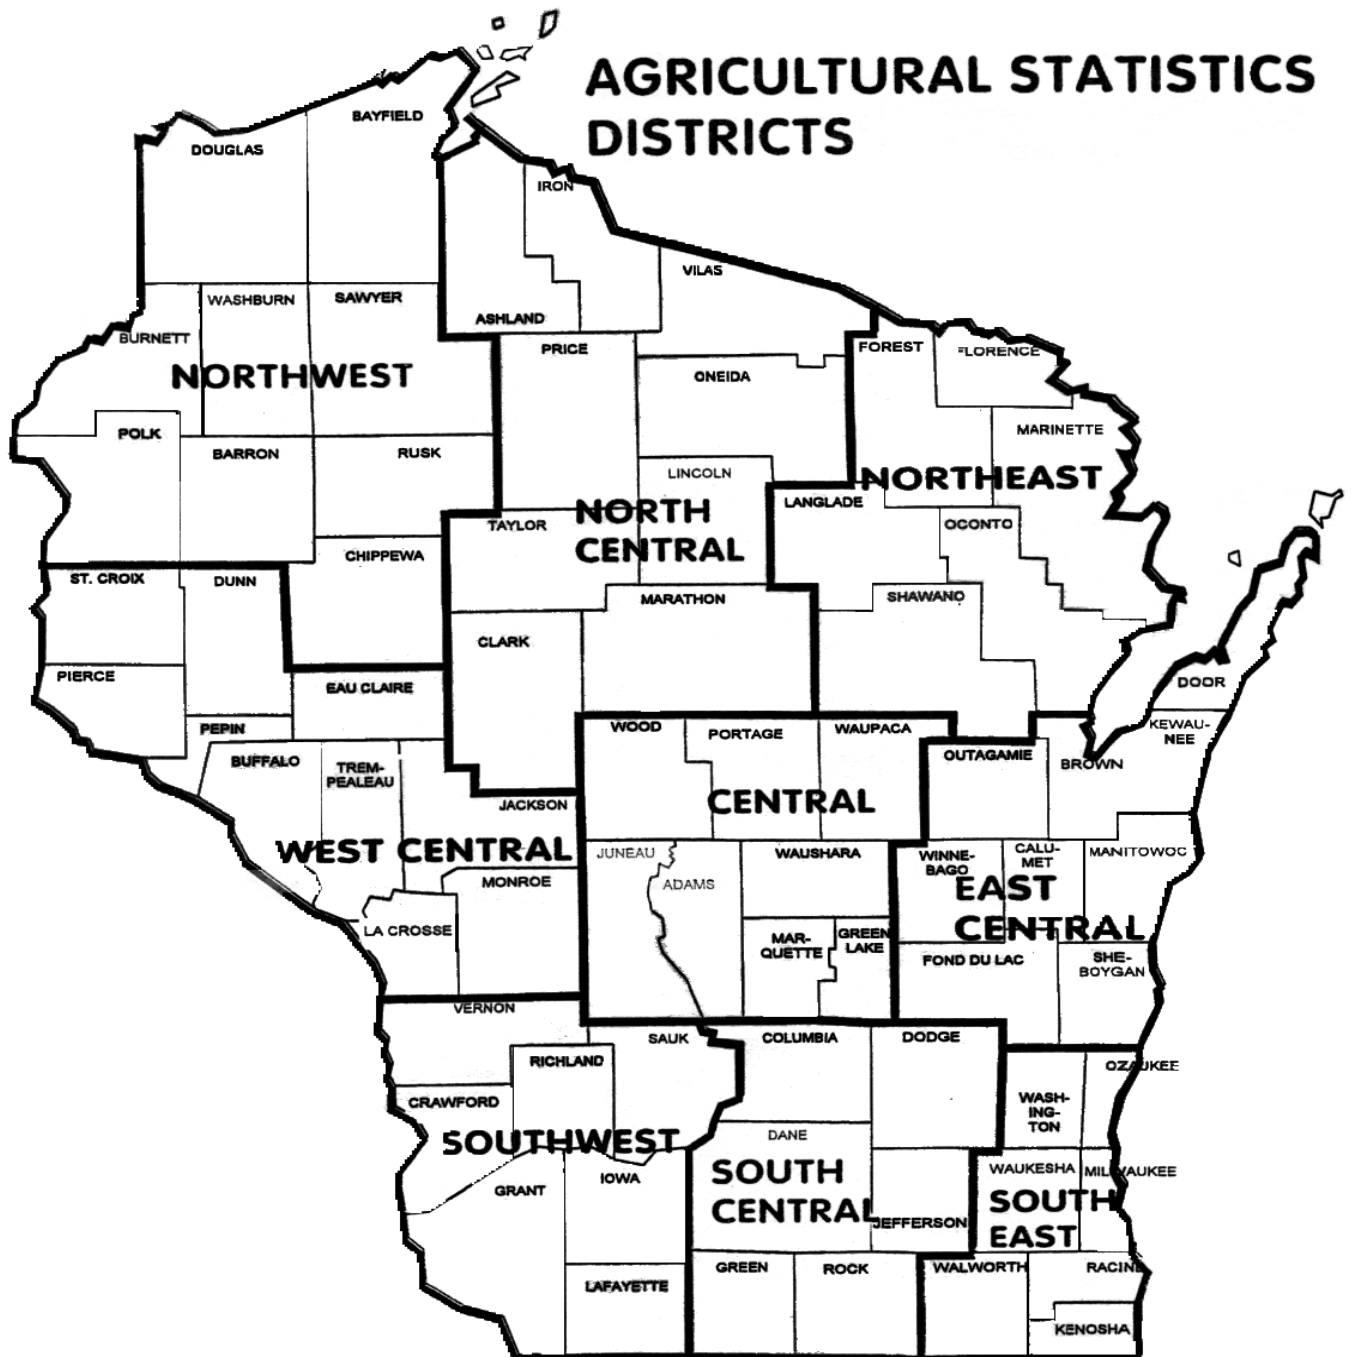 AGRICULTURAL STATISTICS
DISTRICTS
BAYFIELD
DOUGLAS
IRON
VILAS
WASHBURN
SAWYER
ASHLAND
BURNETT
PRICE
FOREST
FLORENCE
NORTHWEST
ONEIDA
POLK
MARINETTE
BARRON
RUSK
LINCOLN
NORTHEAST
LANGLADE
TAYLOR
NORTH
CENTRAL
OCONTO
CHIPPEWA
ST. CROIX
DUNN
MARATHON
SHAWANO
CLARK
PIERCE
EAU CLAIRE
DOOR
PEPIN
WOOD
PORTAGE
WAUPACA
KEWAU-
NEE
BUFFALO
TREM-
PEALEAU
OUTAGAMIE
BROWN
JACKSON
CENTRAL
WEST CENTRAL
JUNEAU
WAUSHARA
WINNE-
BAGO
CALU-
MET
MANITOWOC
MONROE
ADAMS
EAST
CENTRAL
LA CROSSE
MAR-
QUETTE
GREEN
LAKE
FOND DU LAC
SHE-
BOYGAN
VERNON
SAUK
COLUMBIA
DODGE
RICHLAND
OZAUKEE
CRAWFORD
WASH-
ING-
TON
SOUTHWEST
DANE
SOUTH
CENTRAL
WAUKESHA
MILWAUKEE
GRANT
IOWA
SOUTH
EAST
JEFFERSON
LAFAYETTE
GREEN
ROCK
WALWORTH
RACINE
KENOSHA